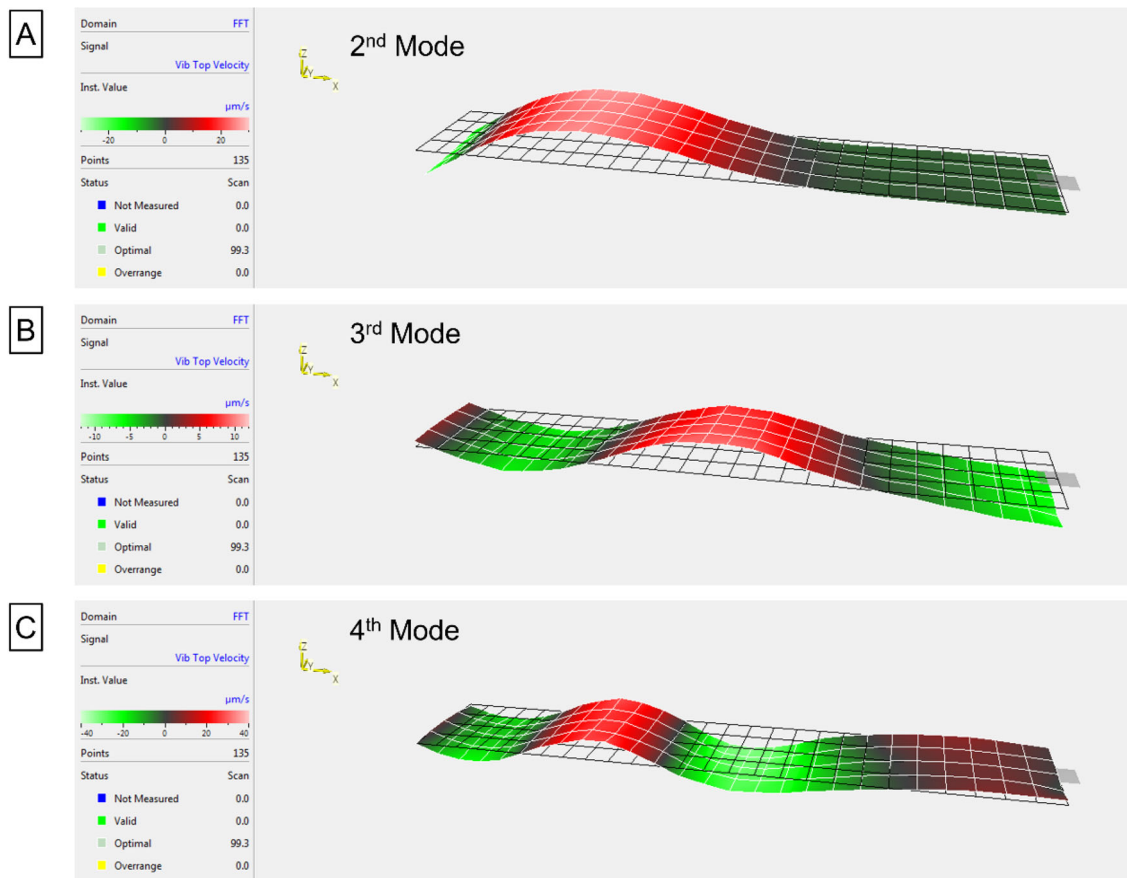 A
Domain FFT
Signal
Vib Top Velocity
Inst. Value
µm/s
-20 0 20
Points 135
Status Scan
Not Measured 0.0
Valid 0.0
Optimal 99.3
Overrange 0.0
2nd Mode
Z
Y
X
B
Domain FFT
Signal
Vib Top Velocity
Inst. Value
µm/s
-10 -5 0 5 10
Points 135
Status Scan
Not Measured 0.0
Valid 0.0
Optimal 99.3
Overrange 0.0
3rd Mode
Z
Y
X
C
Domain FFT
Signal
Vib Top Velocity
Inst. Value
µm/s
-40 -20 0 20 40
Points 135
Status Scan
Not Measured 0.0
Valid 0.0
Optimal 99.3
Overrange 0.0
4th Mode
Z
Y
X